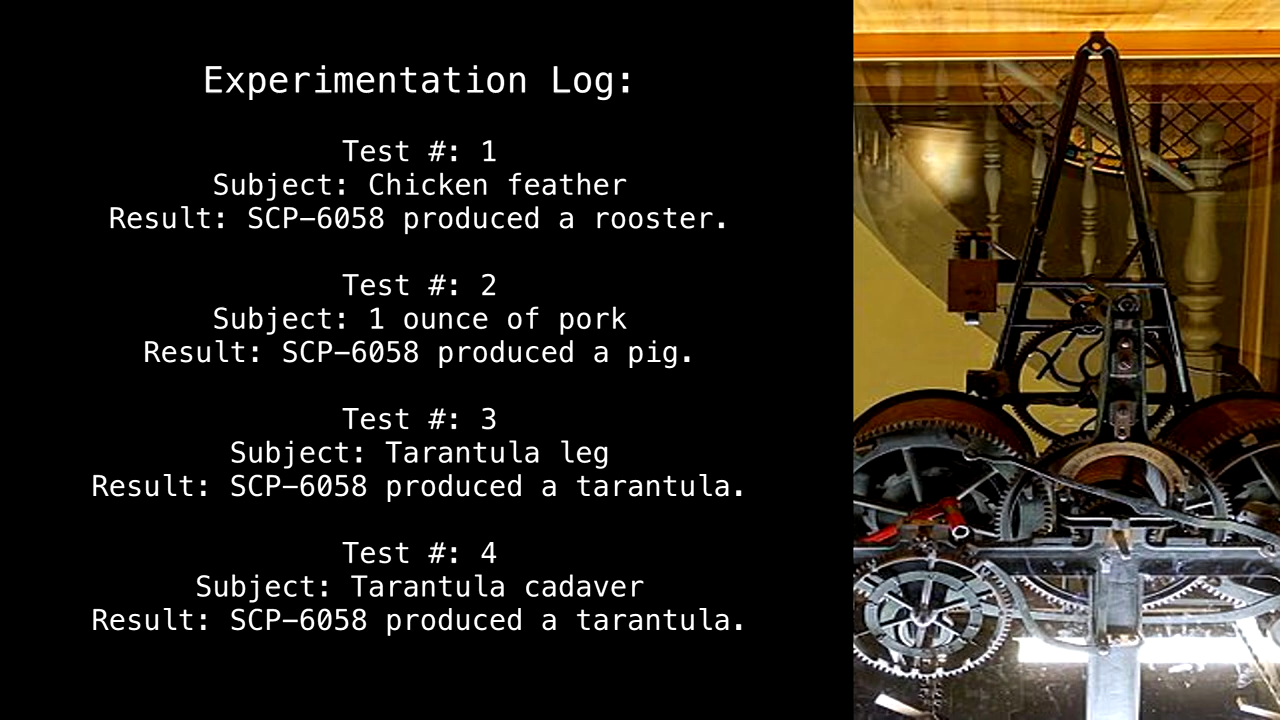 Experimentation Log:
Test #: 1
Subject: Chicken feather
Result: SCP–6058 produced a rooster.
Test #: 2
Subject: 1 ounce of pork
Result: SCP–6058 produced a pig.
Test #: 3
Subject: Tarantula leg
Result: SCP–6058 produced a tarantula.
Test #: 4
Subject: Tarantula cadaver
Result: SCP–6058 produced a tarantula.